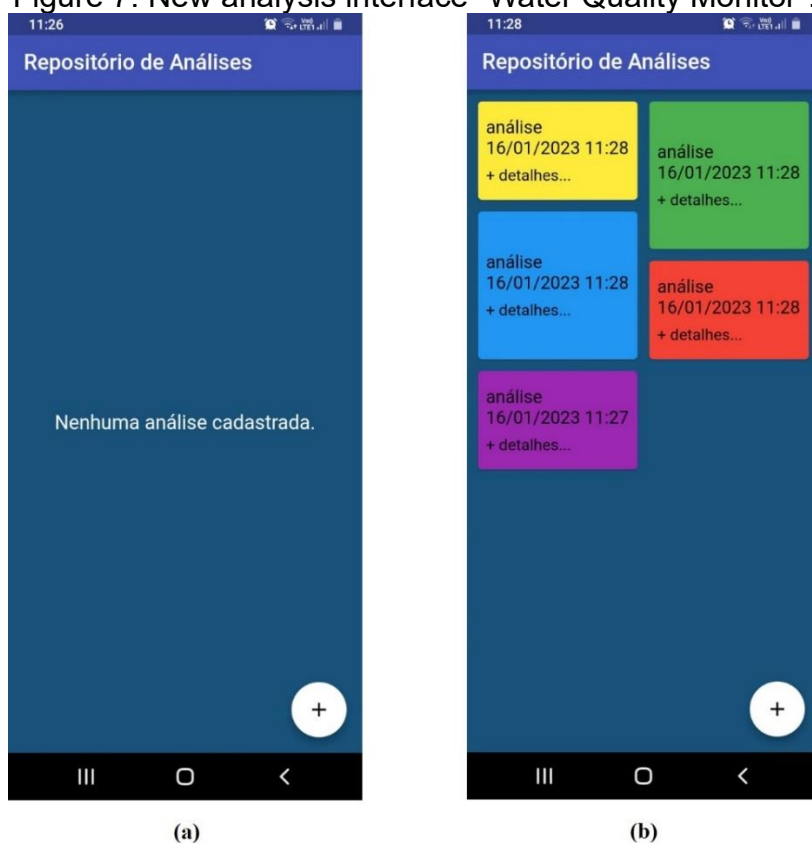 Figure 7. New analysis interface "Water Quality Monitor".
11:26
Repositório de Análises
Nenhuma análise cadastrada.
+
(a)
11:28
Repositório de Análises
análise
16/01/2023 11:28
+ detalhes...
análise
16/01/2023 11:28
+ detalhes...
análise
16/01/2023 11:28
+ detalhes...
análise
16/01/2023 11:28
+ detalhes...
análise
16/01/2023 11:27
+ detalhes...
+
(b)